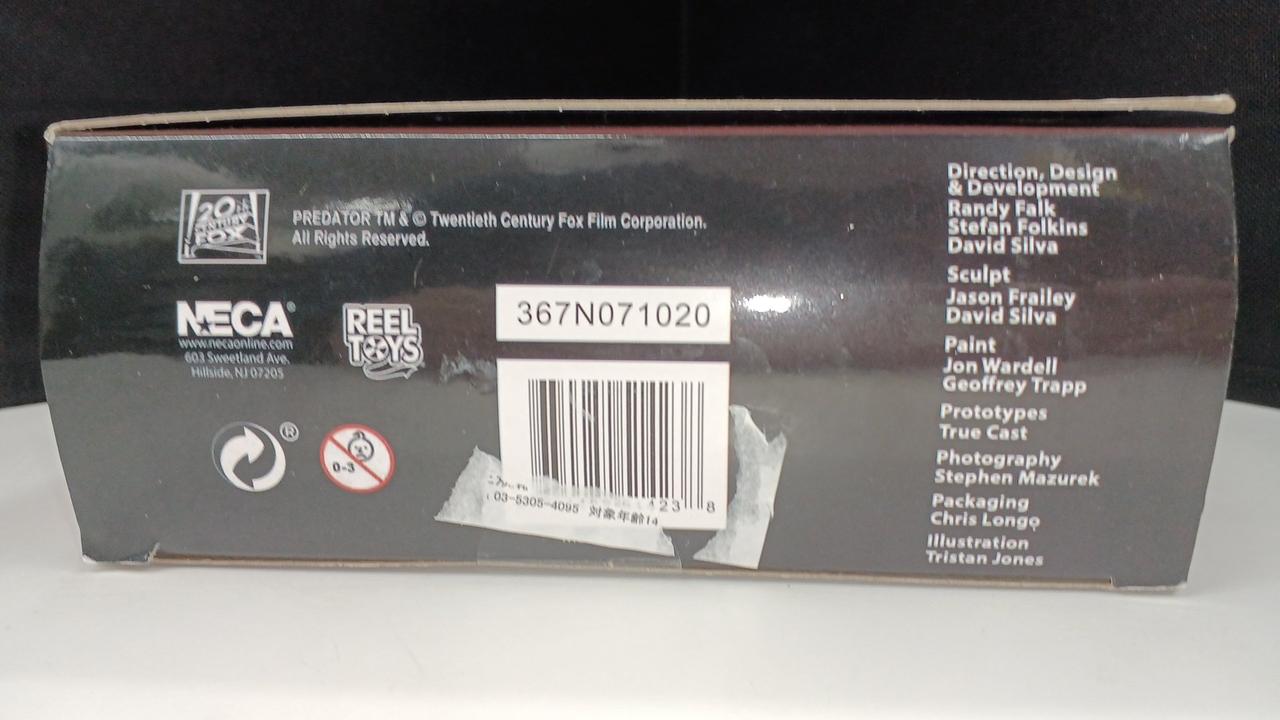 20th
CENTURY
FOX
PREDATOR TM & © Twentieth Century Fox Film Corporation.
All Rights Reserved.
NECA®
www.necaonline.com
603 Sweetland Ave.
Hillside, NJ 07205
REEL
TOYS
®
0-3
367N071020
123 8
03-5305-4095 対象年齢14
Direction, Design
& Development
Randy Falk
Stefan Folkins
David Silva
Sculpt
Jason Frailey
David Silva
Paint
Jon Wardell
Geoffrey Trapp
Prototypes
True Cast
Photography
Stephen Mazurek
Packaging
Chris Longo
Illustration
Tristan Jones